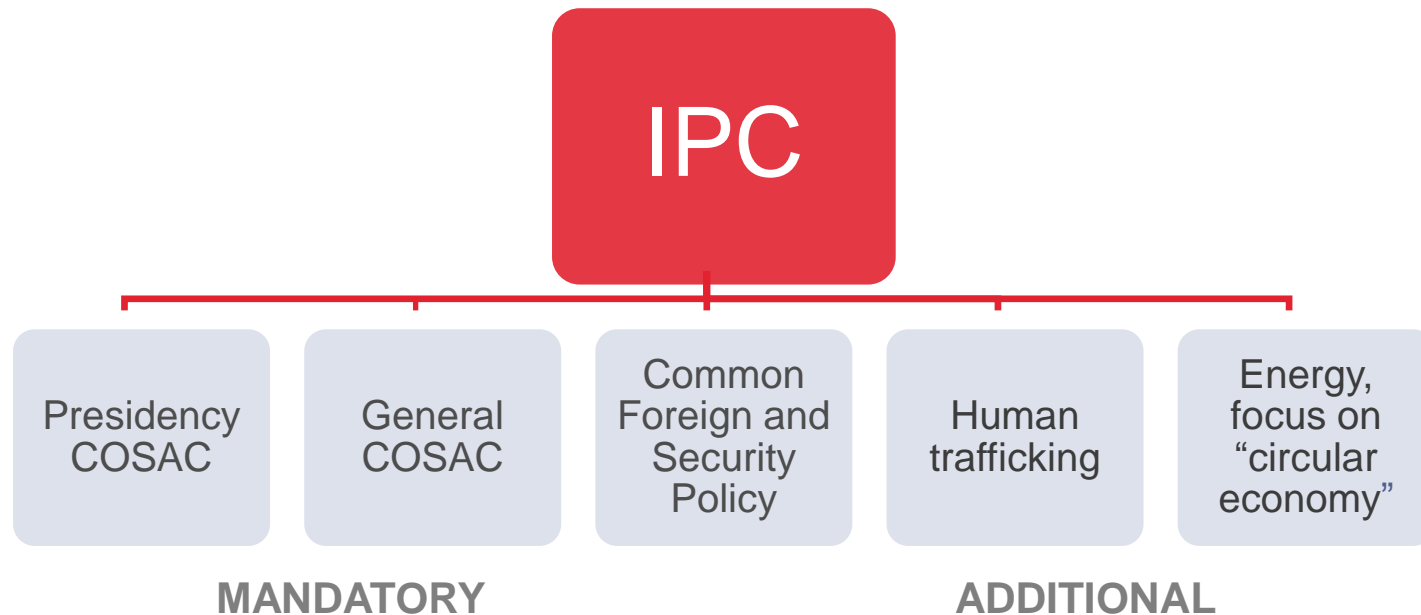 IPC
Presidency
COSAC
General
COSAC
Common
Foreign and
Security
Policy
Human
trafficking
Energy,
focus on
“circular
economy”
MANDATORY
ADDITIONAL